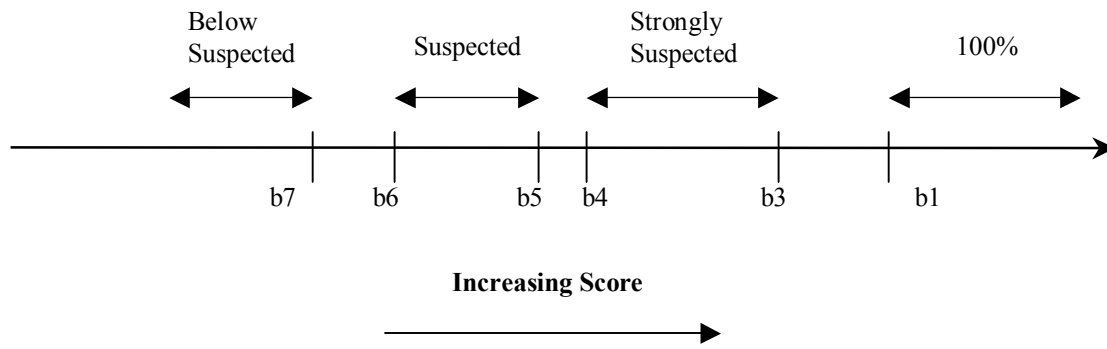 Below
Suspected
Suspected
Strongly
Suspected
100%
b7
b6
b5
b4
b3
b1
Increasing Score